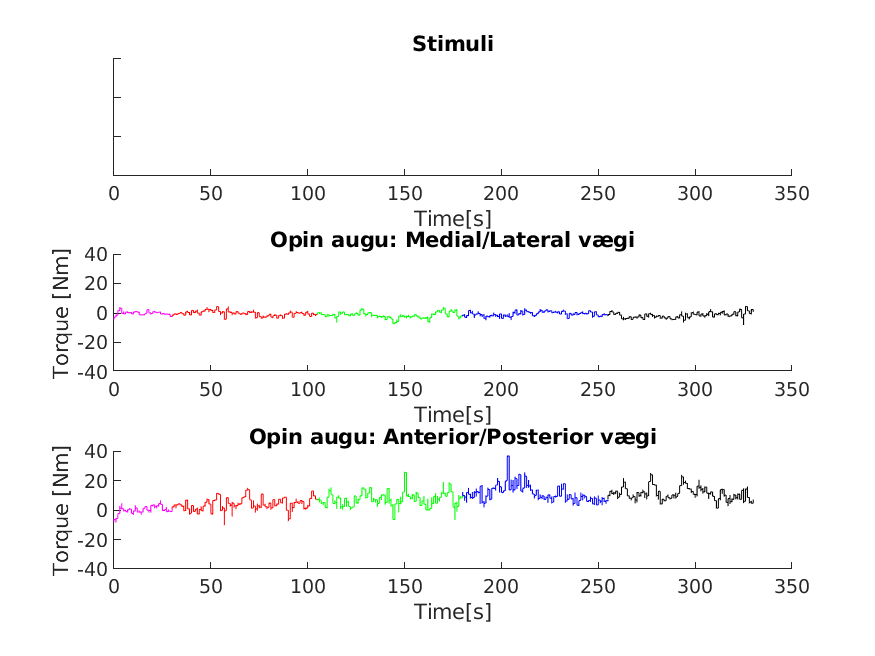 Stimuli
0 50 100 150 200 250 300 350
Time[s]
Opin augu: Medial/Lateral vægi
Torque [Nm]
40
20
0
-20
-40
0 50 100 150 200 250 300 350
Time[s]
Opin augu: Anterior/Posterior vægi
Torque [Nm]
40
20
0
-20
-40
0 50 100 150 200 250 300 350
Time[s]